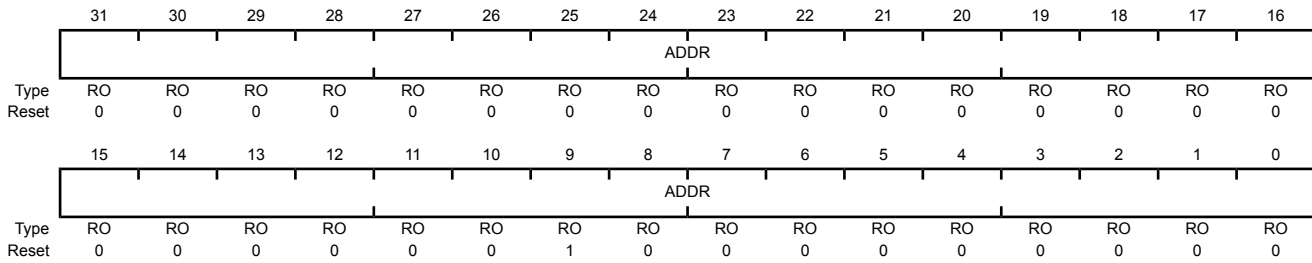 31 30 29 28 27 26 25 24 23 22 21 20 19 18 17 16
ADDR
Type RO RO RO RO RO RO RO RO RO RO RO RO RO RO RO RO
Reset 0 0 0 0 0 0 0 0 0 0 0 0 0 0 0 0
15 14 13 12 11 10 9 8 7 6 5 4 3 2 1 0
ADDR
Type RO RO RO RO RO RO RO RO RO RO RO RO RO RO RO RO
Reset 0 0 0 0 0 0 1 0 0 0 0 0 0 0 0 0